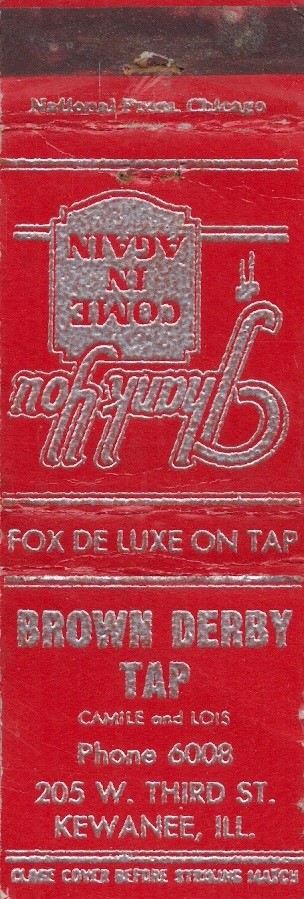 National Press, Chicago
Thank You
COME
IN
AGAIN
FOX DE LUXE ON TAP
BROWN DERBY
TAP
CAMILE and LOIS
Phone 6008
205 W. THIRD ST.
KEWANEE, ILL.
CLOSE COVER BEFORE STRIKING MATCH